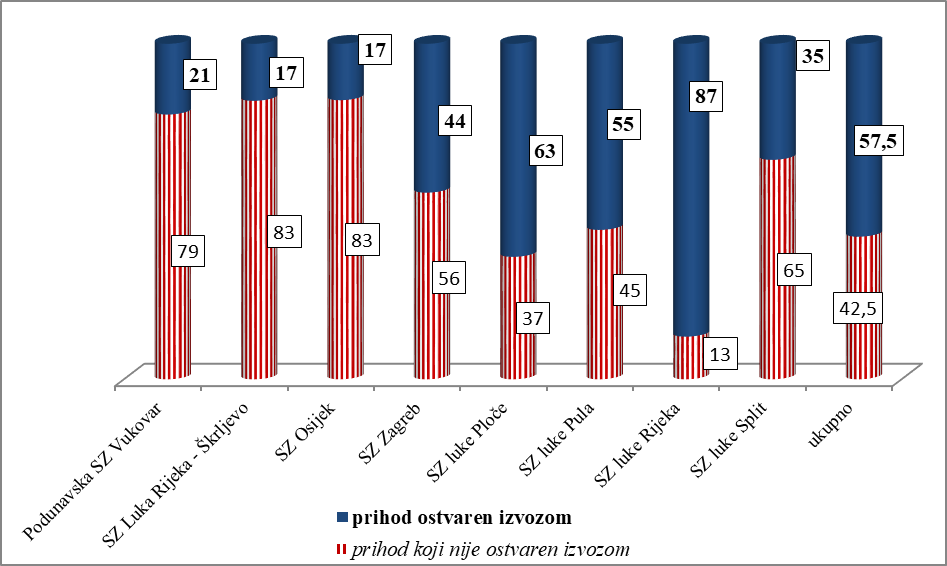 21
17
17
44
63
55
87
35
57,5
79
83
83
56
37
45
13
65
42,5
Podunavska SZ Vukovar
SZ Luka Rijeka - Škrljevo
SZ Osijek
SZ Zagreb
SZ luke Ploče
SZ luke Pula
SZ luke Rijeka
SZ luke Split
ukupno
prihod ostvaren izvozom
prihod koji nije ostvaren izvozom